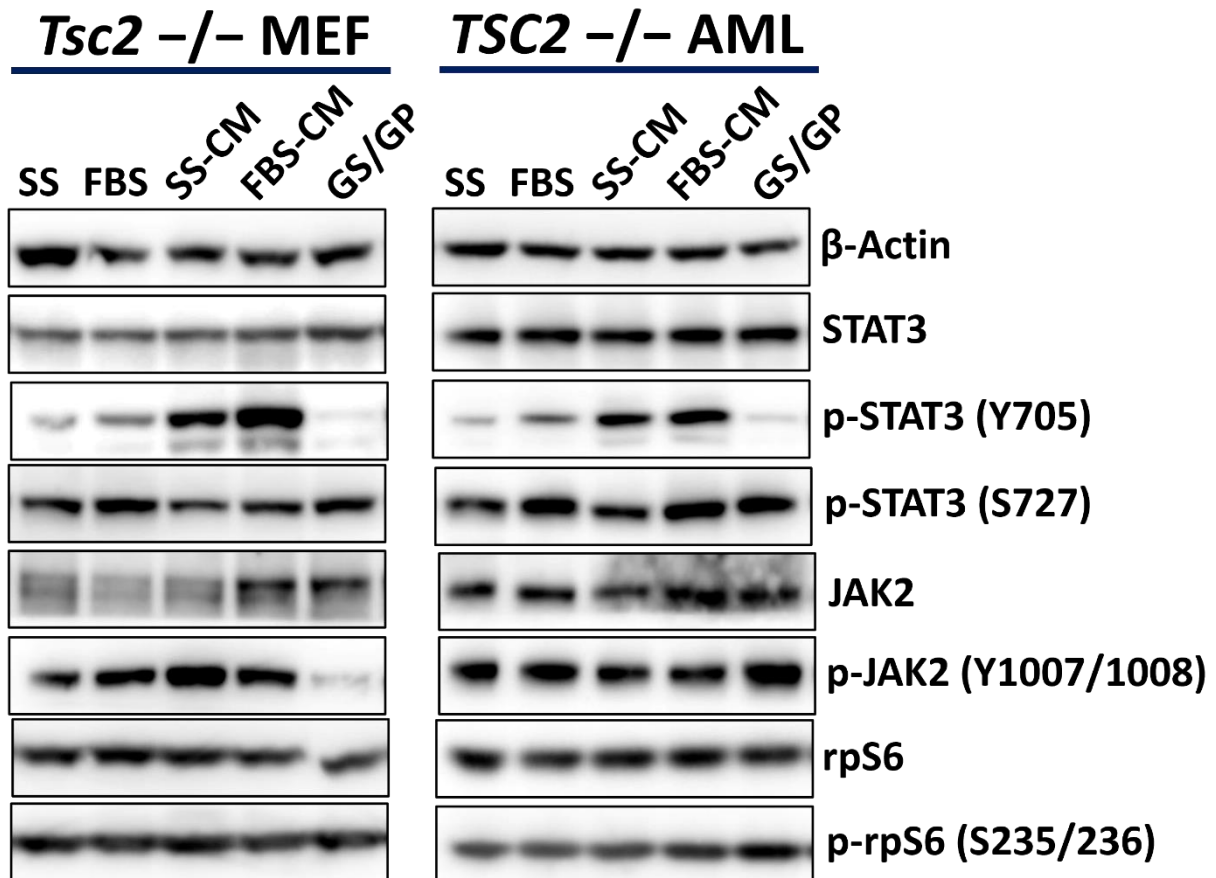 Tsc2 −/− MEF
TSC2 −/− AML
SS FBS SS-CM FBS-CM GS/GP
SS FBS SS-CM FBS-CM GS/GP
β-Actin
STAT3
p-STAT3 (Y705)
p-STAT3 (S727)
JAK2
p-JAK2 (Y1007/1008)
rpS6
p-rpS6 (S235/236)